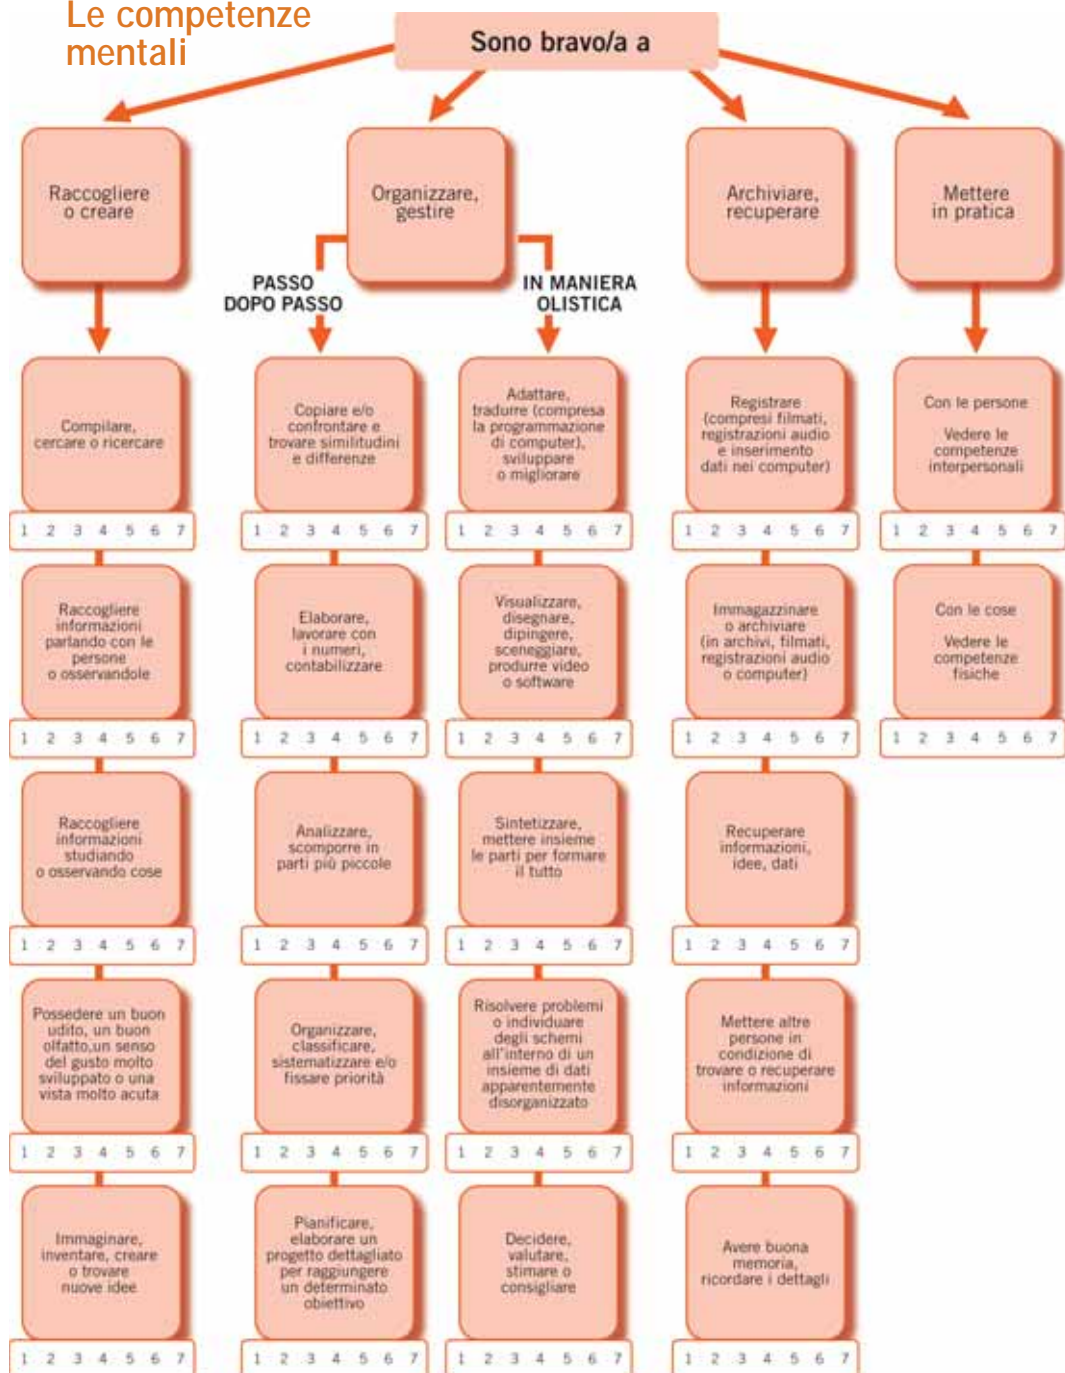 Le competenze
mentali
Sono bravo/a a
Raccogliere
o creare
Organizzare,
gestire
Archiviare,
recuperare
Mettere
in pratica
PASSO
DOPO PASSO
IN MANIERA
OLISTICA
Compilare,
cercare o ricercare
1 2 3 4 5 6 7
Copiare e/o
confrontare e
trovare similitudini
e differenze
1 2 3 4 5 6 7
Adattare,
tradurre (compresa
la programmazione
di computer),
sviluppare
o migliorare
1 2 3 4 5 6 7
Registrare
(compresi filmati,
registrazioni audio
e inserimento
dati nei computer)
1 2 3 4 5 6 7
Con le persone
Vedere le
competenze
interpersonali
1 2 3 4 5 6 7
Raccogliere
informazioni
parlando con le
persone
o osservandole
1 2 3 4 5 6 7
Elaborare,
lavorare con
i numeri,
contabilizzare
1 2 3 4 5 6 7
Visualizzare,
disegnare,
dipingere,
sceneggiare,
produrre video
o software
1 2 3 4 5 6 7
Immagazzinare
o archiviare
(in archivi, filmati,
registrazioni audio
o computer)
1 2 3 4 5 6 7
Con le cose
Vedere le
competenze
fisiche
1 2 3 4 5 6 7
Raccogliere
informazioni
studiando
o osservando cose
1 2 3 4 5 6 7
Analizzare,
scomporre in
parti più piccole
1 2 3 4 5 6 7
Sintetizzare,
mettere insieme
le parti per formare
il tutto
1 2 3 4 5 6 7
Recuperare
informazioni,
idee, dati
1 2 3 4 5 6 7
Possedere un buon
udito, un buon
olfatto,un senso
del gusto molto
sviluppato o una
vista molto acuta
1 2 3 4 5 6 7
Organizzare,
classificare,
sistematizzare e/o
fissare priorità
1 2 3 4 5 6 7
Risolvere problemi
o individuare
degli schemi
all'interno di un
insieme di dati
apparentemente
disorganizzato
1 2 3 4 5 6 7
Mettere altre
persone in
condizione di
trovare o recuperare
informazioni
1 2 3 4 5 6 7
Immaginare,
inventare, creare
o trovare
nuove idee
1 2 3 4 5 6 7
Pianificare,
elaborare un
progetto dettagliato
per raggiungere
un determinato
obiettivo
1 2 3 4 5 6 7
Decidere,
valutare,
stimare o
consigliare
1 2 3 4 5 6 7
Avere buona
memoria,
ricordare i dettagli
1 2 3 4 5 6 7